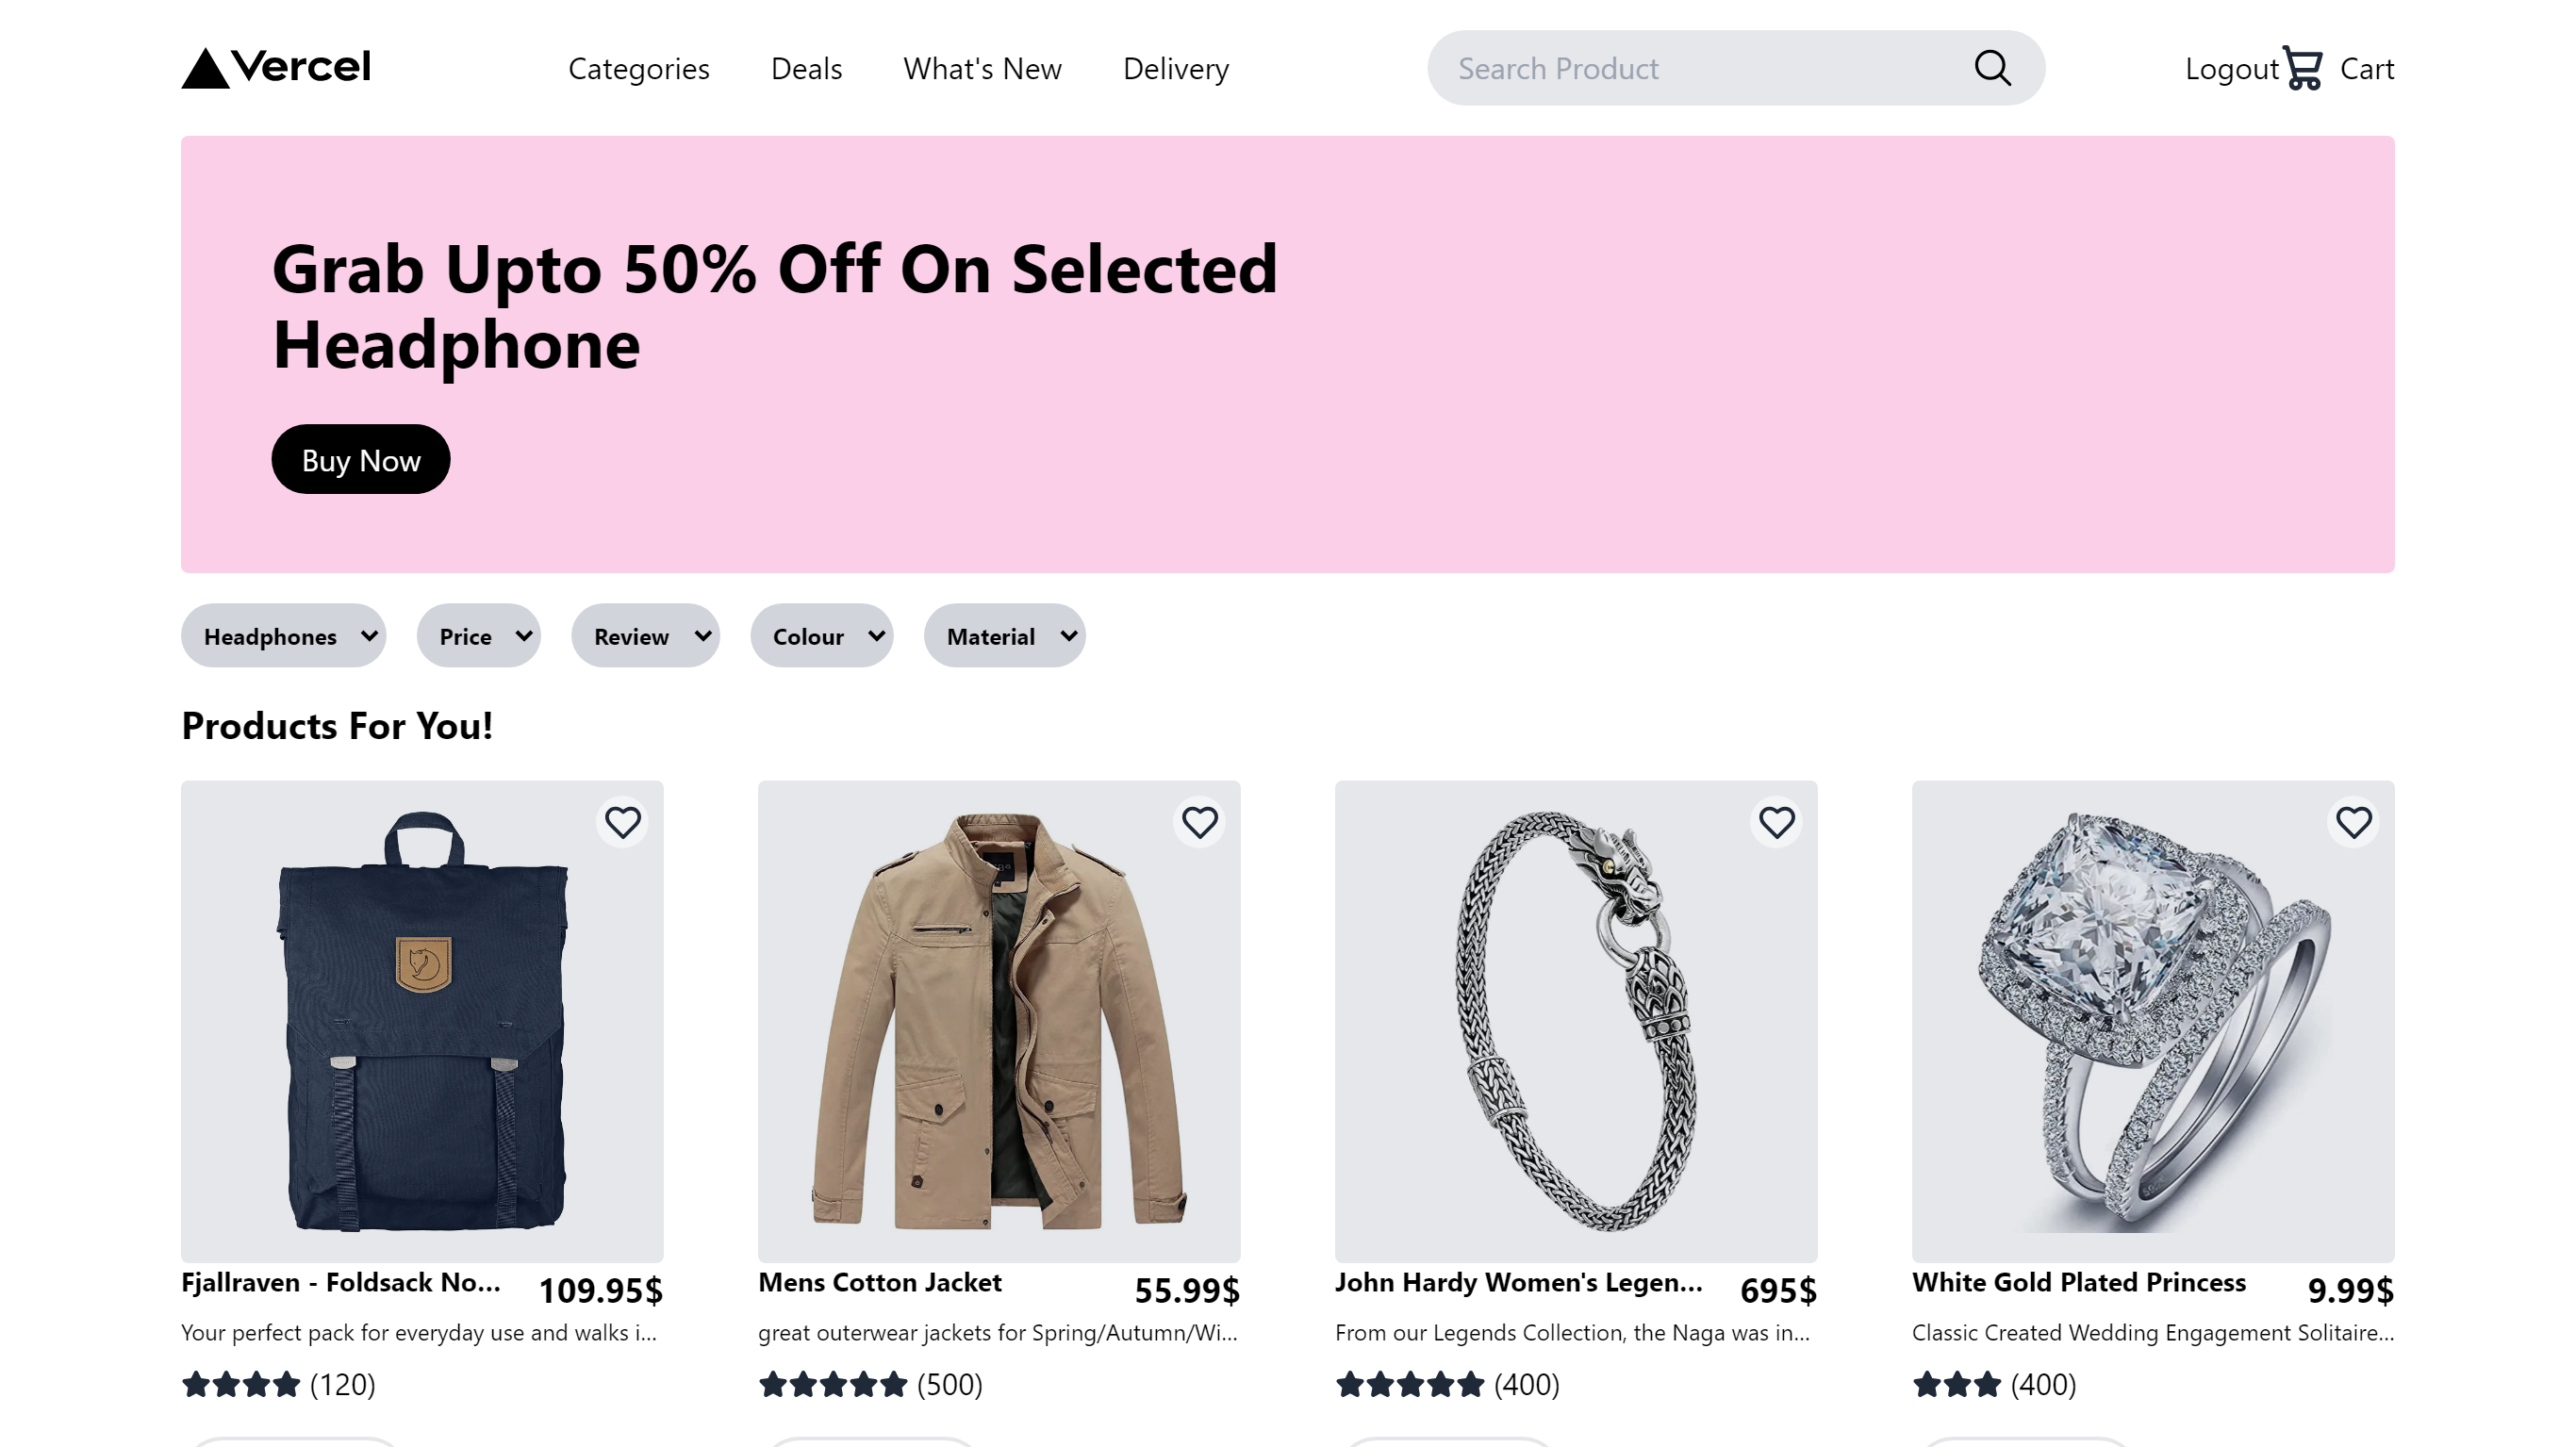 Vercel
Categories
Deals
What's New
Delivery
Search Product
Logout
Cart
Grab Upto 50% Off On Selected
Headphone
Buy Now
Headphones
Price
Review
Colour
Material
Products For You!
Fjallraven - Foldsack No...
109.95$
Your perfect pack for everyday use and walks i...
(120)
Mens Cotton Jacket
55.99$
great outerwear jackets for Spring/Autumn/Wi...
(500)
John Hardy Women's Legen...
695$
From our Legends Collection, the Naga was in...
(400)
White Gold Plated Princess
9.99$
Classic Created Wedding Engagement Solitaire...
(400)